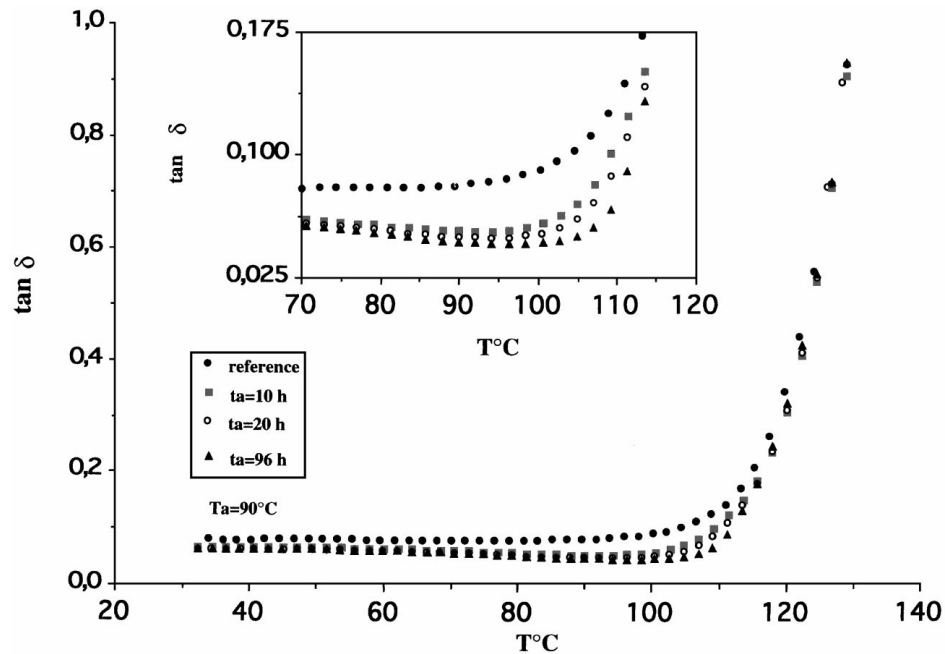 1,0
0,8
0,6
0,4
0,2
0,0
tan δ
20 40 60 80 100 120 140
T°C
0,175
0,100
0,025
tan δ
70 80 90 100 110 120
T°C
reference
ta=10 h
ta=20 h
ta=96 h
Ta=90°C